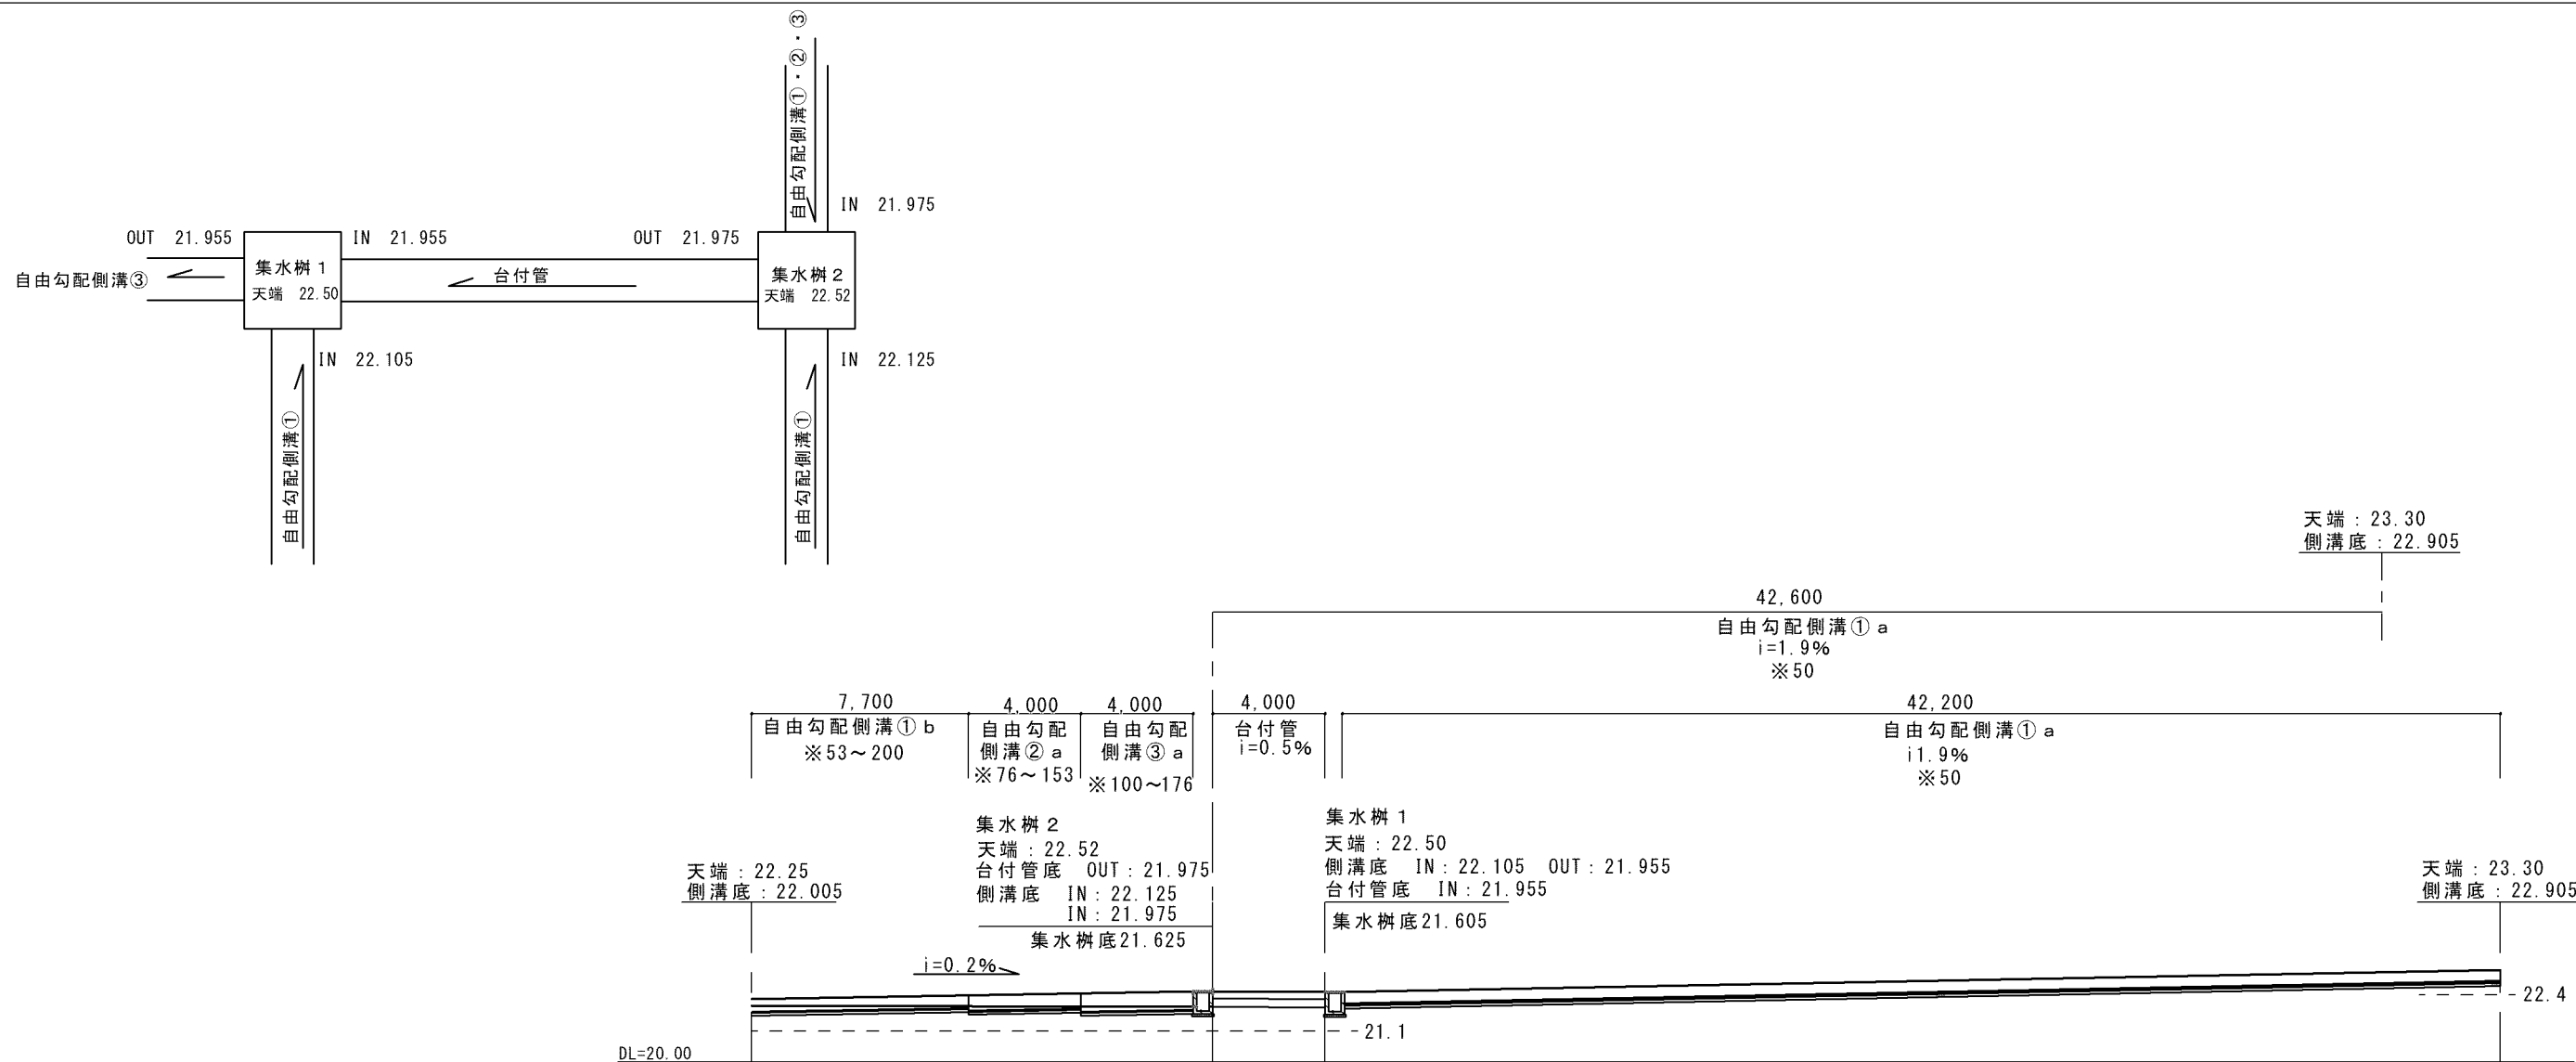 自由勾配側溝①・②・③
IN 21.975
OUT 21.955
IN 21.955
OUT 21.975
自由勾配側溝③
集水桝１
天端 22.50
台付管
集水桝２
天端 22.52
IN 22.105
IN 22.125
自由勾配側溝①
自由勾配側溝①
天端：23.30
側溝底：22.905
42,600
自由勾配側溝①ａ
i=1.9%
※50
7,700
自由勾配側溝①ｂ
※53～200
4,000
自由勾配
側溝②ａ
※76～153
4,000
自由勾配
側溝③ａ
※100～176
4,000
台付管
i=0.5%
42,200
自由勾配側溝①ａ
i1.9%
※50
集水桝２
天端：22.52
台付管底 OUT：21.975
側溝底 IN：22.125
IN：21.975
集水桝底21.625
集水桝１
天端：22.50
側溝底 IN：22.105 OUT：21.955
台付管底 IN：21.955
集水桝底21.605
天端：22.25
側溝底：22.005
天端：23.30
側溝底：22.905
i=0.2%
22.4
21.1
DL=20.00